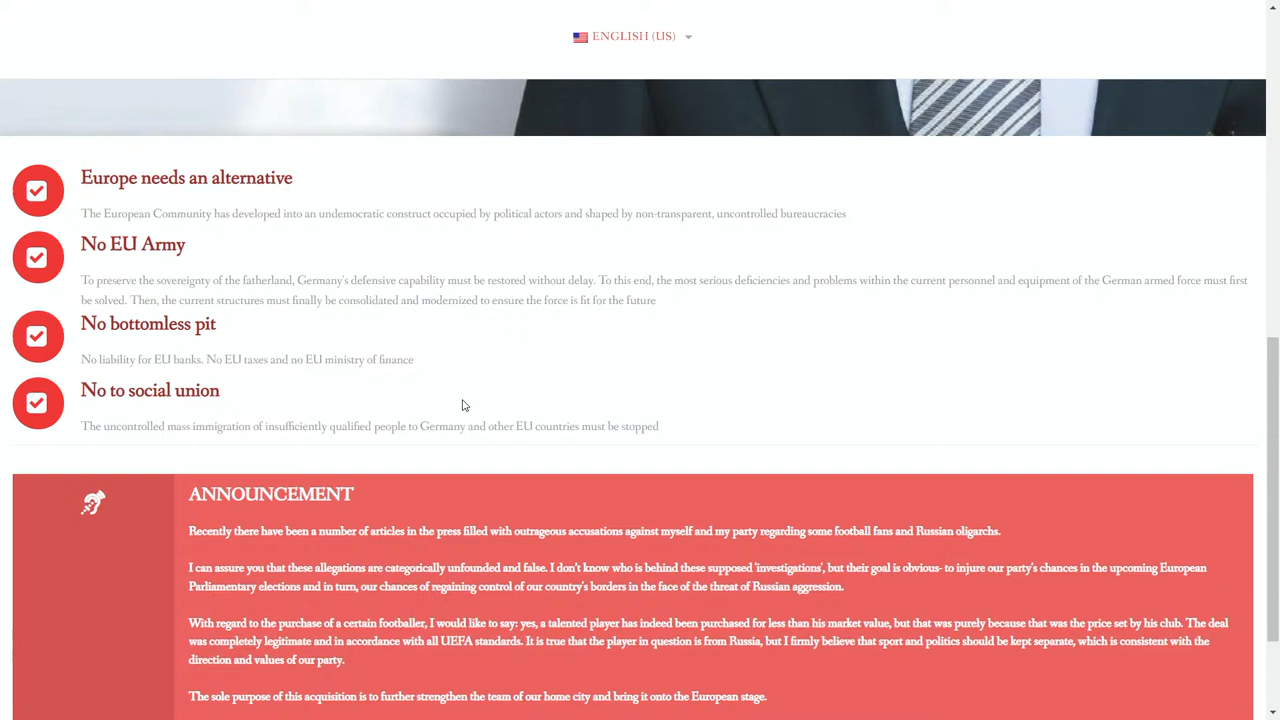 ENGLISH (US)
Europe needs an alternative
The European Community has developed into an undemocratic construct occupied by political actors and shaped by non-transparent, uncontrolled bureaucracies
No EU Army
To preserve the sovereignty of the fatherland, Germany's defensive capability must be restored without delay. To this end, the most serious deficiencies and problems within the current personnel and equipment of the German armed force must first
be solved. Then, the current structures must finally be consolidated and modernized to ensure the force is fit for the future
No bottomless pit
No liability for EU banks. No EU taxes and no EU ministry of finance
No to social union
The uncontrolled mass immigration of insufficiently qualified people to Germany and other EU countries must be stopped
ANNOUNCEMENT
Recently there have been a number of articles in the press filled with outrageous accusations against myself and my party regarding some football fans and Russian oligarchs.
I can assure you that these allegations are categorically unfounded and false. I don't know who is behind these supposed 'investigations', but their goal is obvious- to injure our party's chances in the upcoming European
Parliamentary elections and in turn, our chances of regaining control of our country's borders in the face of the threat of Russian aggression.
With regard to the purchase of a certain footballer, I would like to say: yes, a talented player has indeed been purchased for less than his market value, but that was purely because that was the price set by his club. The deal
was completely legitimate and in accordance with all UEFA standards. It is true that the player in question is from Russia, but I firmly believe that sport and politics should be kept separate, which is consistent with the
direction and values of our party.
The sole purpose of this acquisition is to further strengthen the team of our home city and bring it onto the European stage.